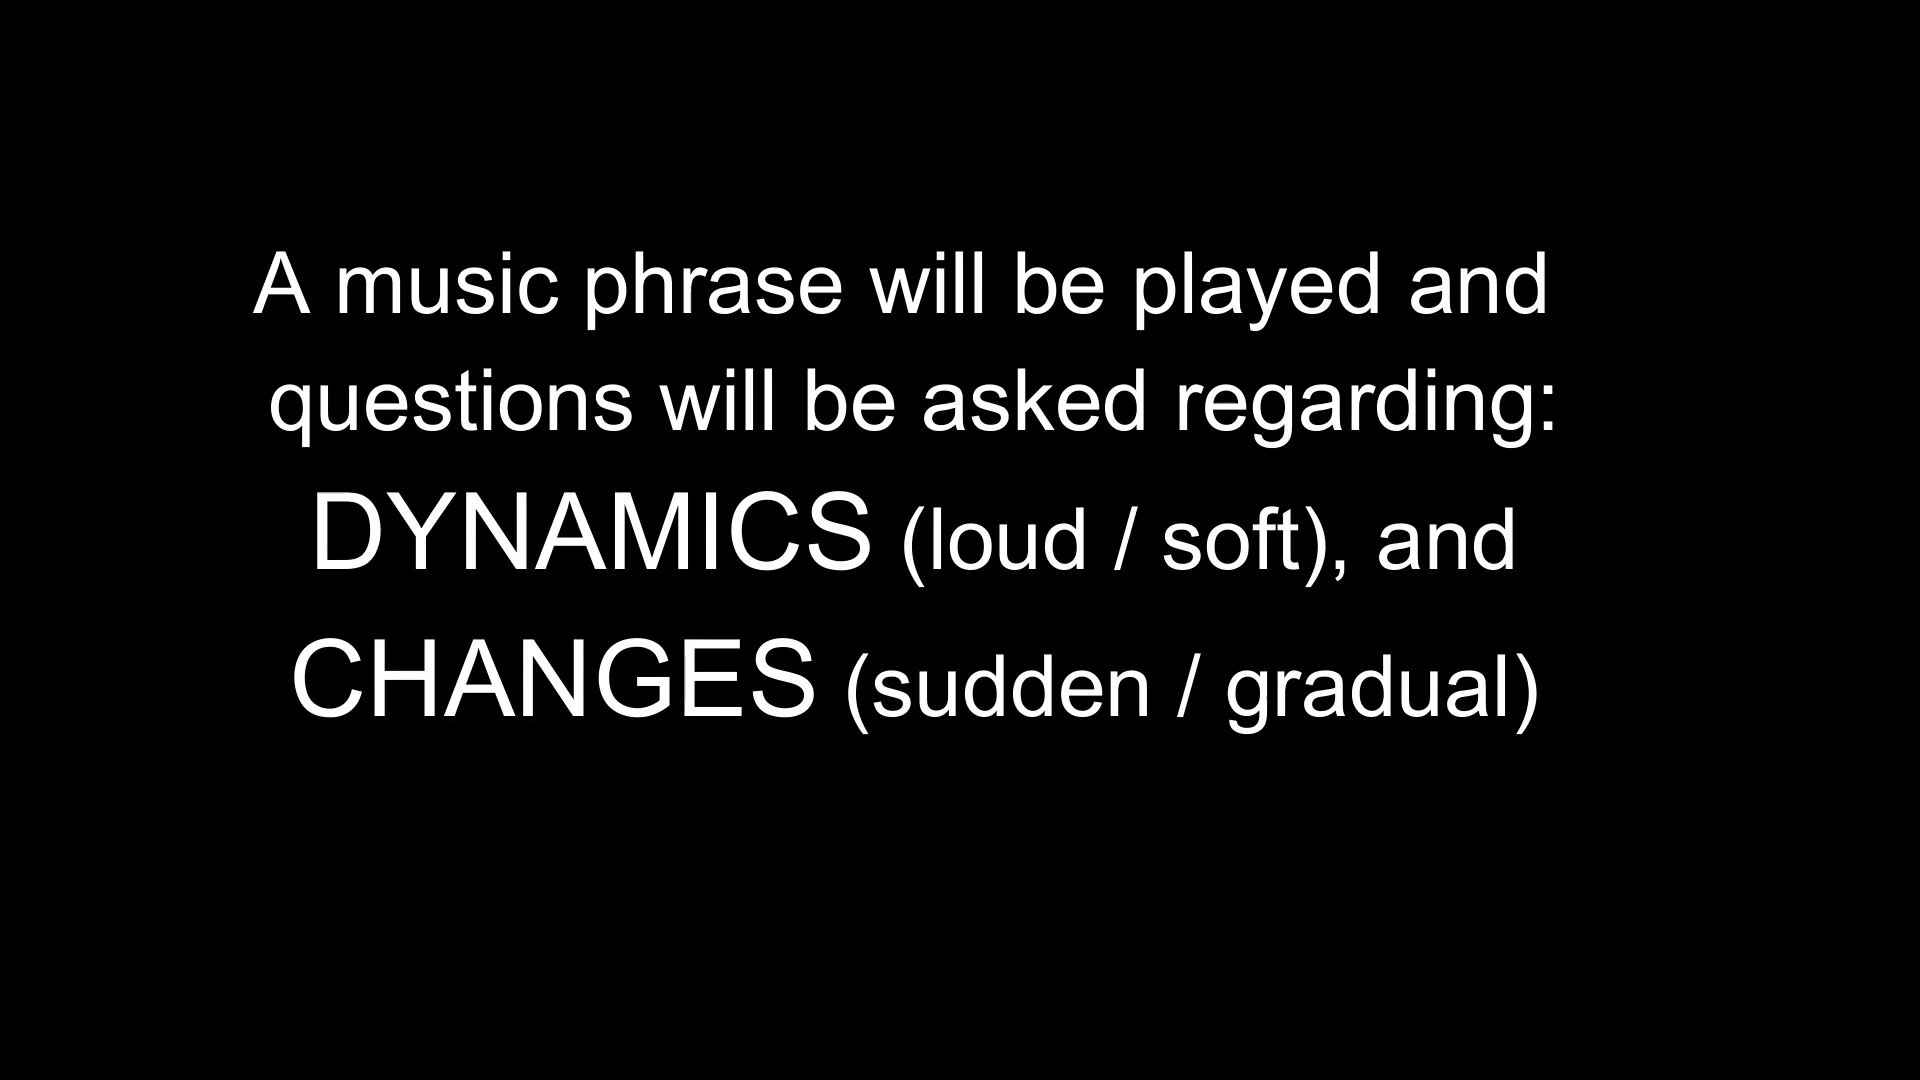 A music phrase will be played and
questions will be asked regarding:
DYNAMICS (loud / soft), and
CHANGES (sudden / gradual)